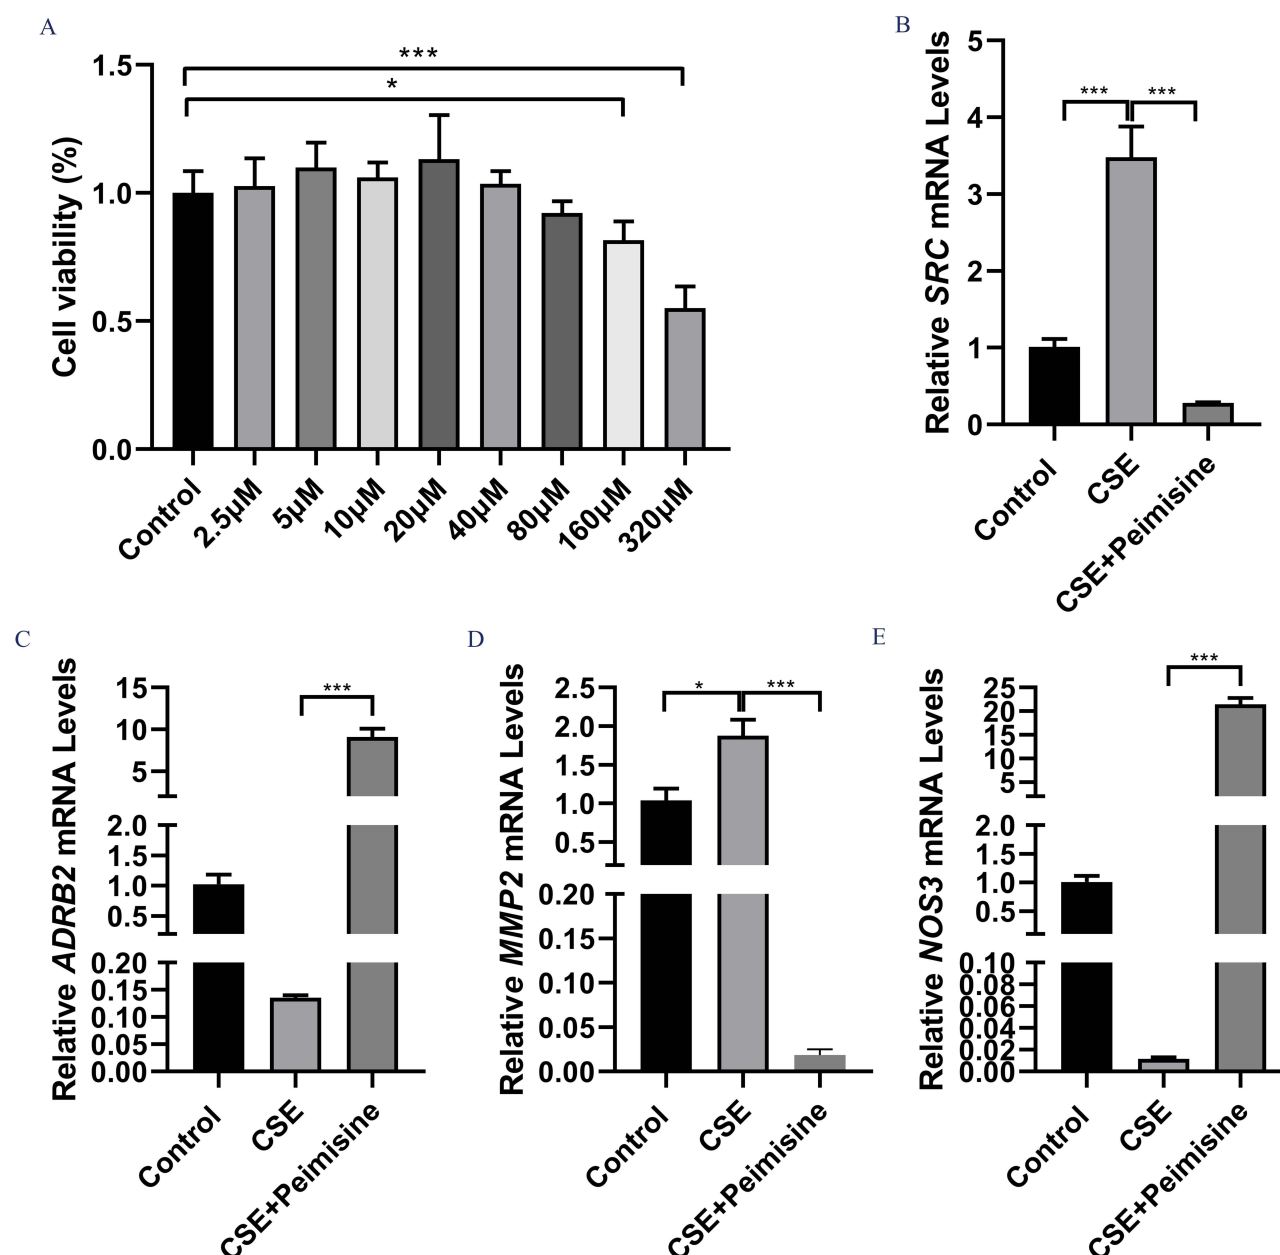 A
Cell viability (%)
1.5
1.0
0.5
0.0
***
*
Control
2.5μM
5μM
10μM
20μM
40μM
80μM
160μM
320μM
B
Relative SRC mRNA Levels
5
4
3
2
1
0
***
***
Control
CSE
CSE+Peimisine
C
Relative ADRB2 mRNA Levels
15
10
5
2.0
1.5
1.0
0.5
0.20
0.15
0.10
0.05
0.00
***
Control
CSE
CSE+Peimisine
D
Relative MMP2 mRNA Levels
2.5
2.0
1.5
1.0
0.5
0.20
0.15
0.10
0.05
0.00
*
***
Control
CSE
CSE+Peimisine
E
Relative NOS3 mRNA Levels
25
20
15
10
5
2.0
1.5
1.0
0.5
0.10
0.08
0.06
0.04
0.02
0.00
***
Control
CSE
CSE+Peimisine